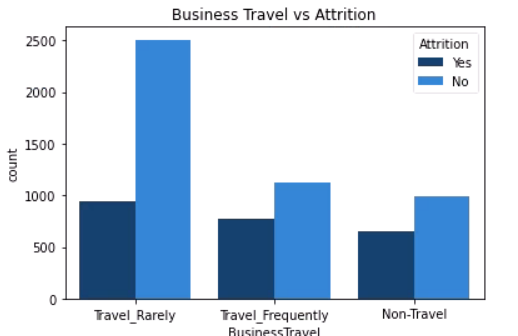 Business Travel vs Attrition
Attrition
Yes
No
2500
2000
1500
1000
500
0
count
Travel_Rarely
Travel_Frequently
Non-Travel
BusinessTravel